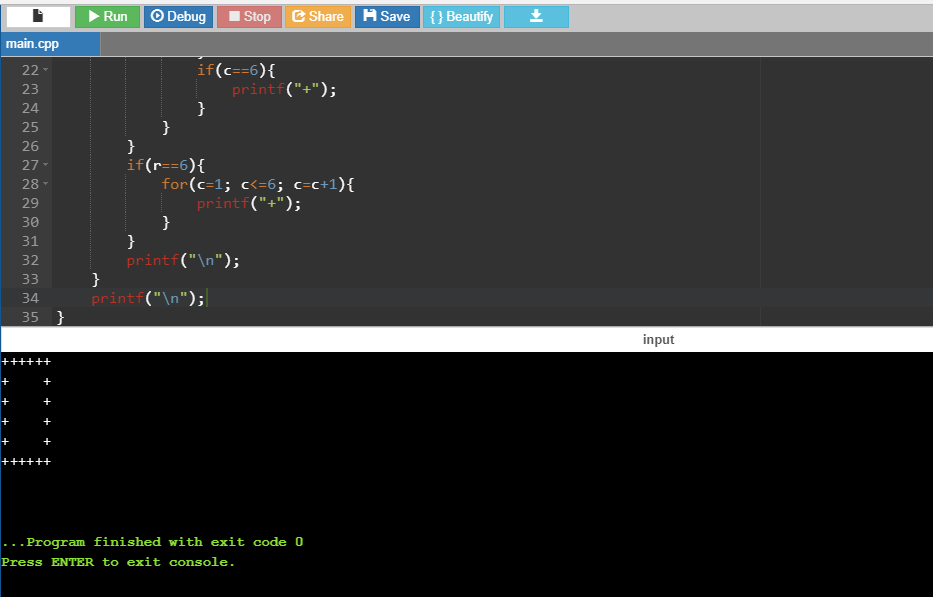 Run Debug Stop Share Save { } Beautify
main.cpp
22 if(c==6){
23 printf("+");
24 }
25 }
26 }
27 if(r==6){
28 for(c=1; c<=6; c=c+1){
29 printf("+");
30 }
31 }
32 printf("\n");
33 }
34 printf("\n");
35 }
input
++++++
+    +
+    +
+    +
+    +
++++++
...Program finished with exit code 0
Press ENTER to exit console.